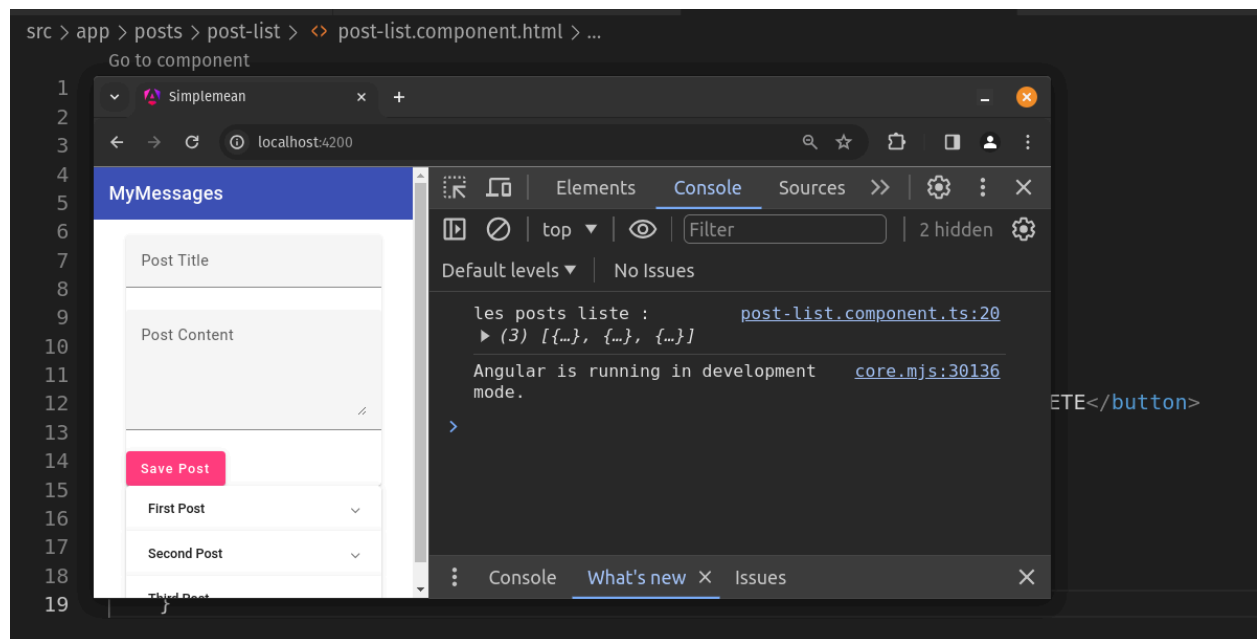 src > app > posts > post-list > <> post-list.component.html > ...
Go to component
1
2
3
4
5
6
7
8
9
10
11
12
13
14
15
16
17
18
19
Simplemean
localhost:4200
MyMessages
Post Title
Post Content
Save Post
First Post
Second Post
Third Post
Elements Console Sources >>
top ▼ Filter 2 hidden
Default levels ▼ No Issues
les posts liste : post-list.component.ts:20
▶ (3) [{…}, {…}, {…}]
Angular is running in development core.mjs:30136
mode.
>
Console What's new × Issues
ETE</button>
}